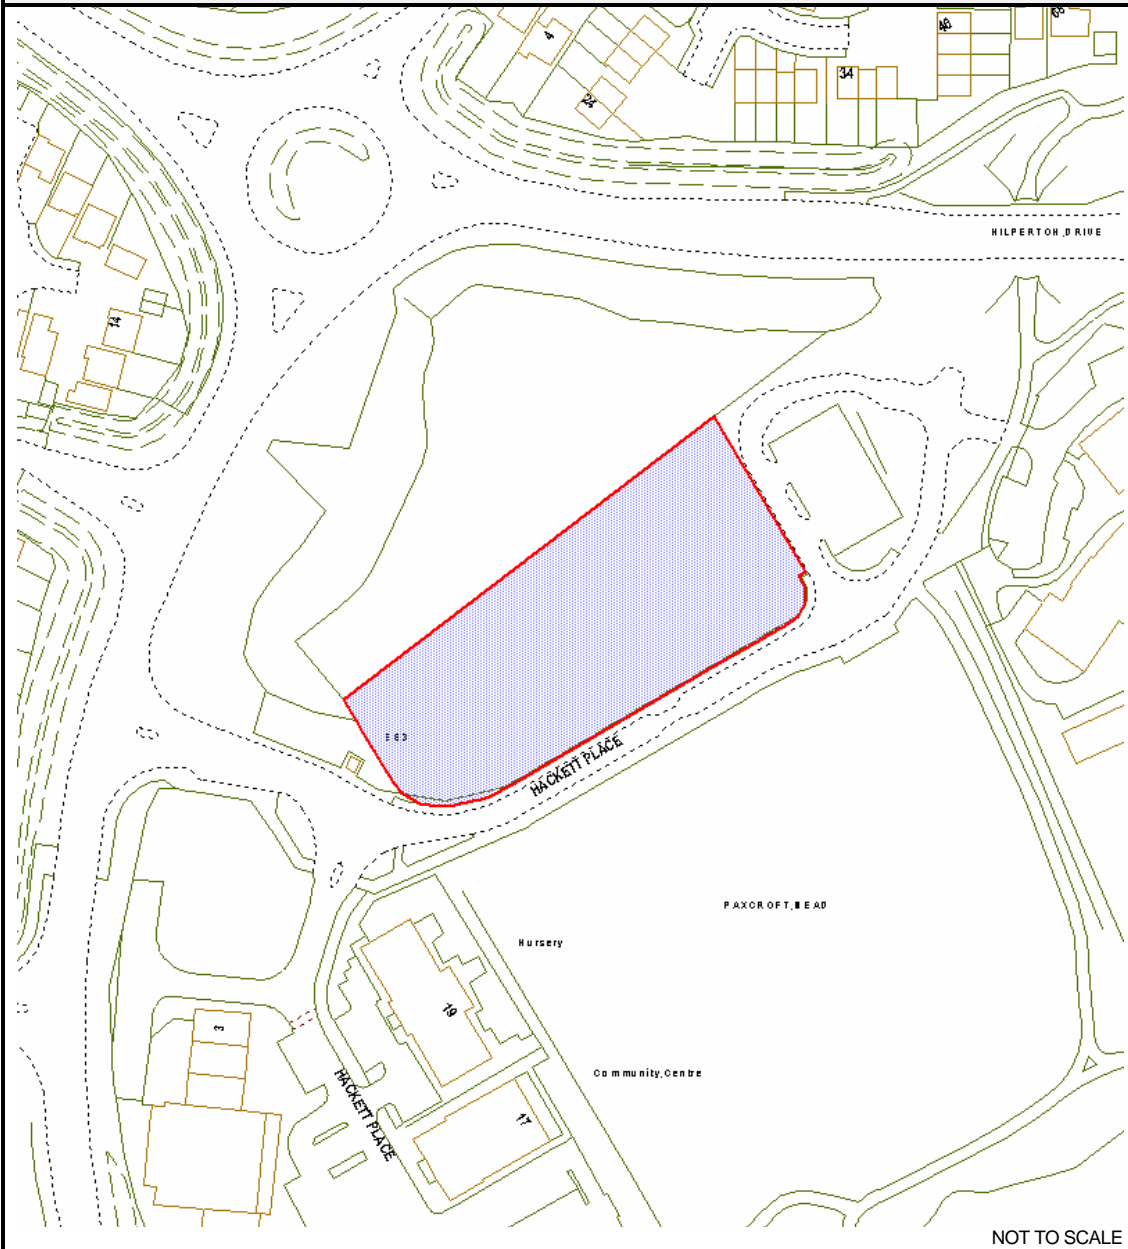 4
40
68
34
24
HILPERTON DRIVE
14
HACKETT PLACE
PAXCROFT MEAD
Nursery
19
3
Community Centre
HACKETT PLACE
17
NOT TO SCALE